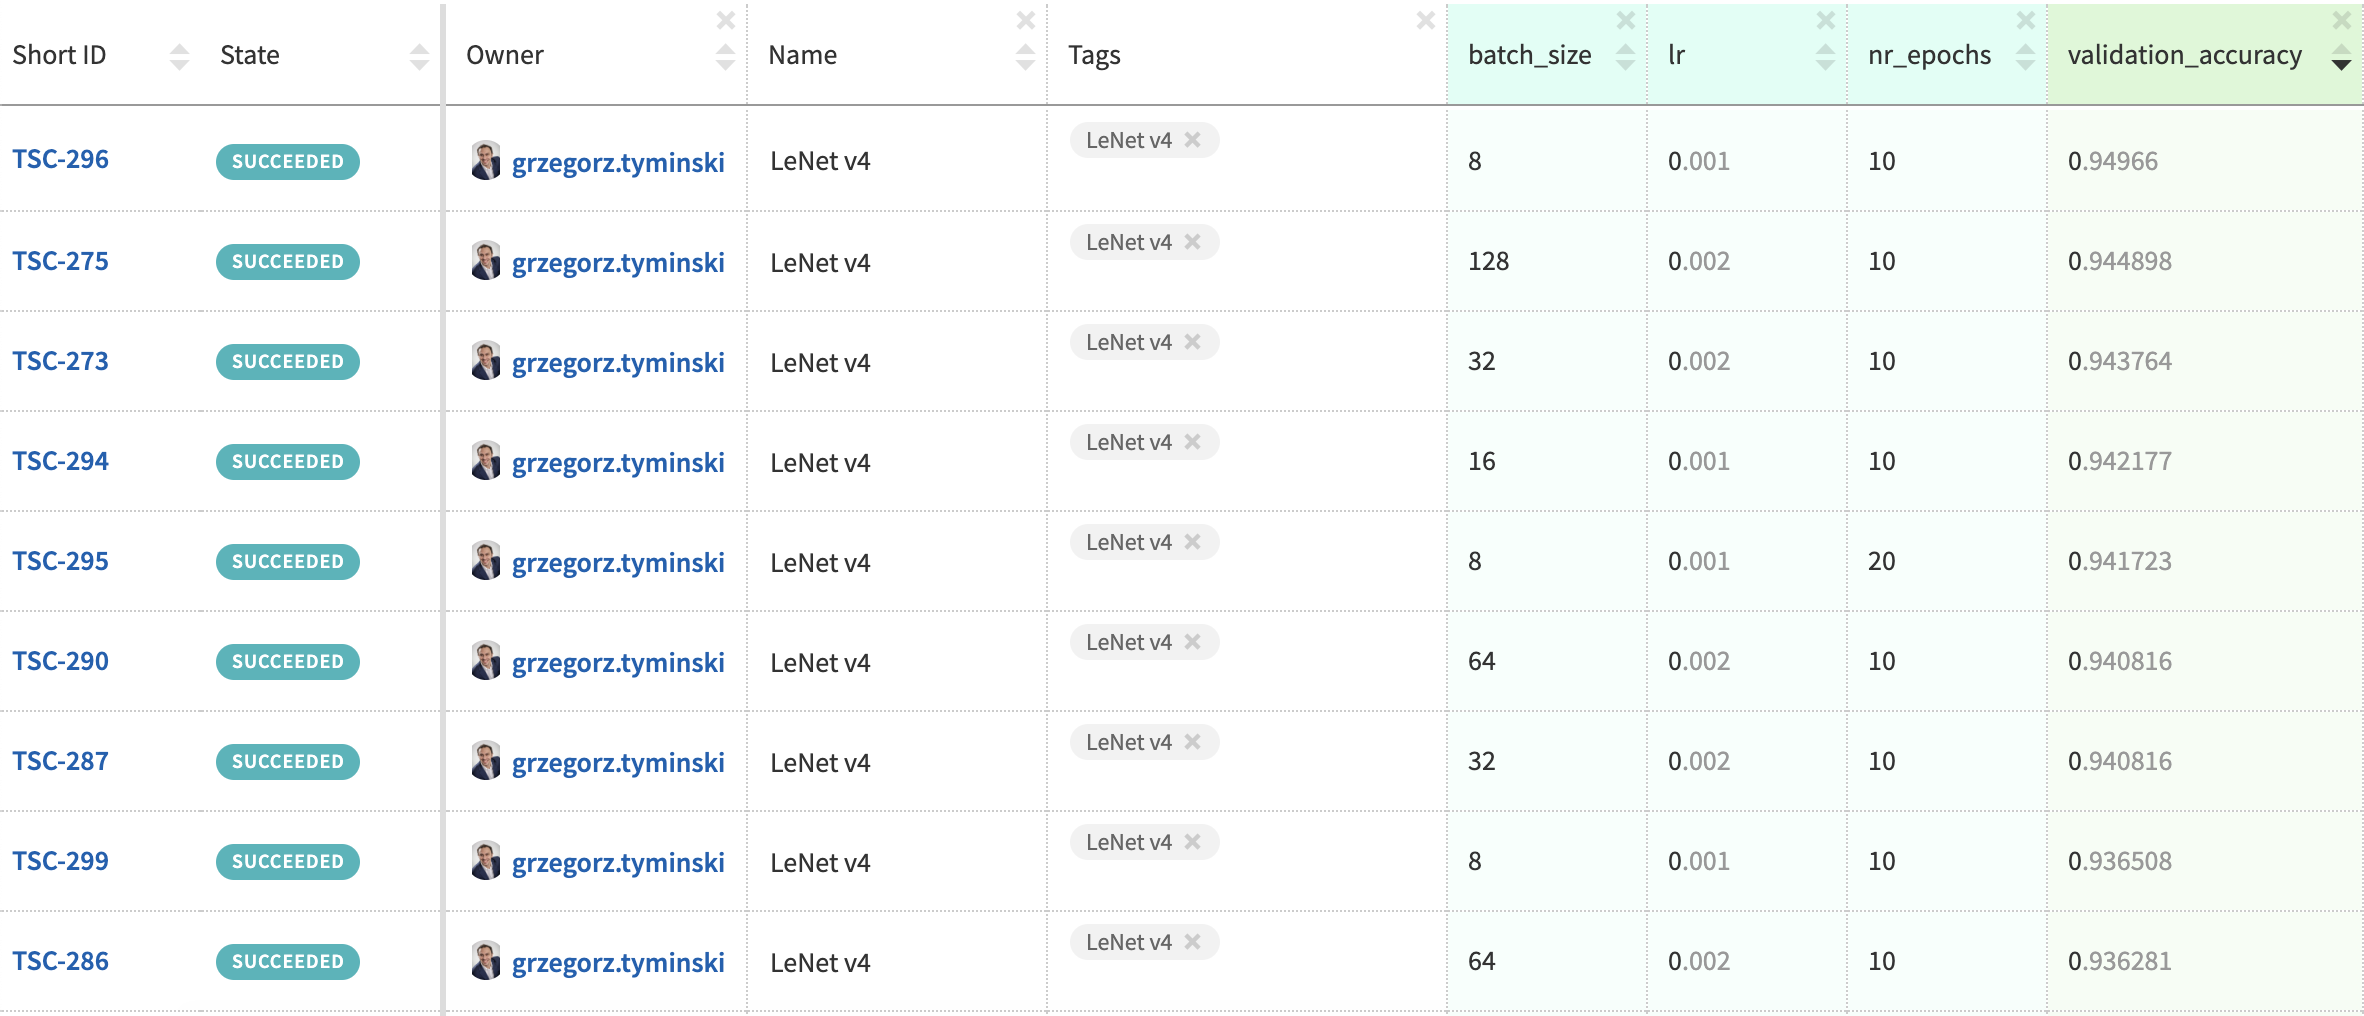 Short ID State Owner Name Tags batch_size lr nr_epochs validation_accuracy
TSC-296 SUCCEEDED grzegorz.tyminski LeNet v4 LeNet v4 8 0.001 10 0.94966
TSC-275 SUCCEEDED grzegorz.tyminski LeNet v4 LeNet v4 128 0.002 10 0.944898
TSC-273 SUCCEEDED grzegorz.tyminski LeNet v4 LeNet v4 32 0.002 10 0.943764
TSC-294 SUCCEEDED grzegorz.tyminski LeNet v4 LeNet v4 16 0.001 10 0.942177
TSC-295 SUCCEEDED grzegorz.tyminski LeNet v4 LeNet v4 8 0.001 20 0.941723
TSC-290 SUCCEEDED grzegorz.tyminski LeNet v4 LeNet v4 64 0.002 10 0.940816
TSC-287 SUCCEEDED grzegorz.tyminski LeNet v4 LeNet v4 32 0.002 10 0.940816
TSC-299 SUCCEEDED grzegorz.tyminski LeNet v4 LeNet v4 8 0.001 10 0.936508
TSC-286 SUCCEEDED grzegorz.tyminski LeNet v4 LeNet v4 64 0.002 10 0.936281